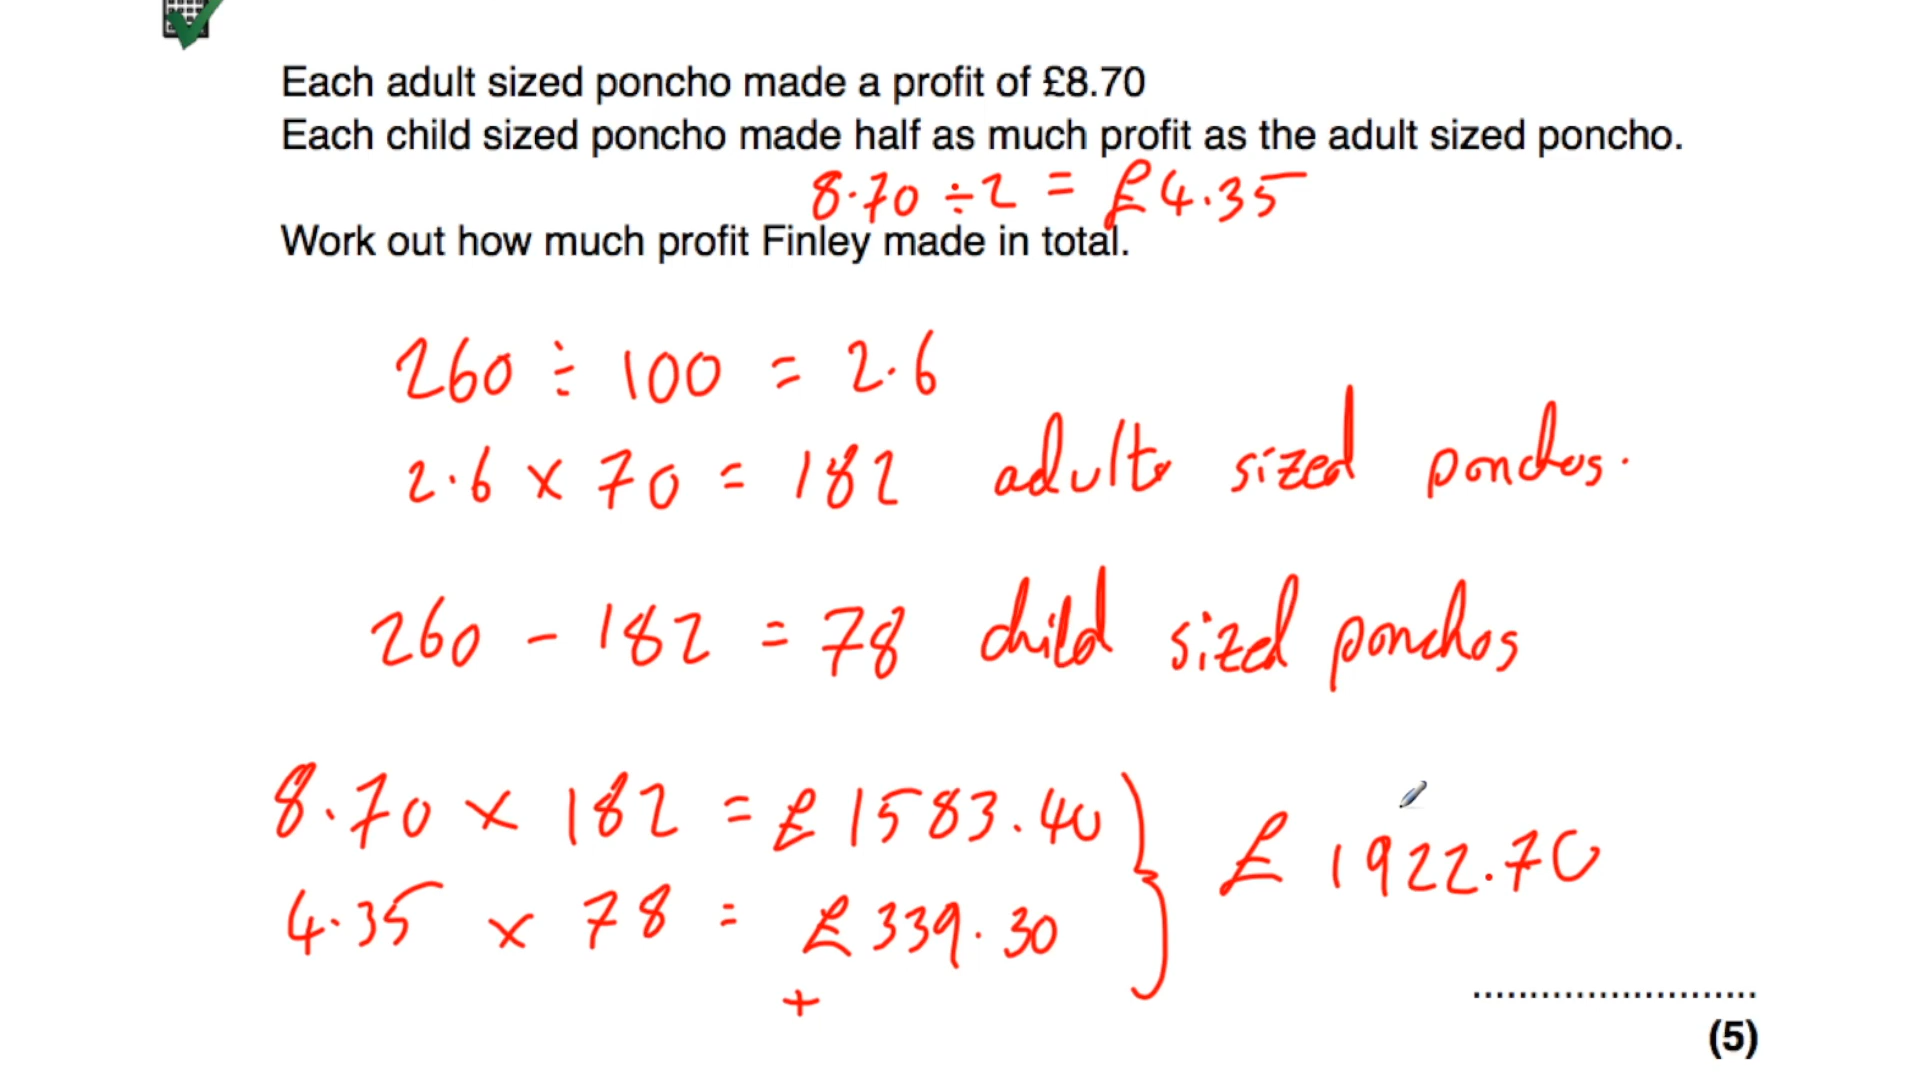 Each adult sized poncho made a profit of £8.70
Each child sized poncho made half as much profit as the adult sized poncho.
8.70 ÷ 2 = £4.35
Work out how much profit Finley made in total.
260 ÷ 100 = 2.6
2.6 × 70 = 182 adult sized ponchos.
260 - 182 = 78 child sized ponchos
8.70 × 182 = £1583.40 } £1922.70
4.35 × 78 = £339.30
+
..........................
(5)